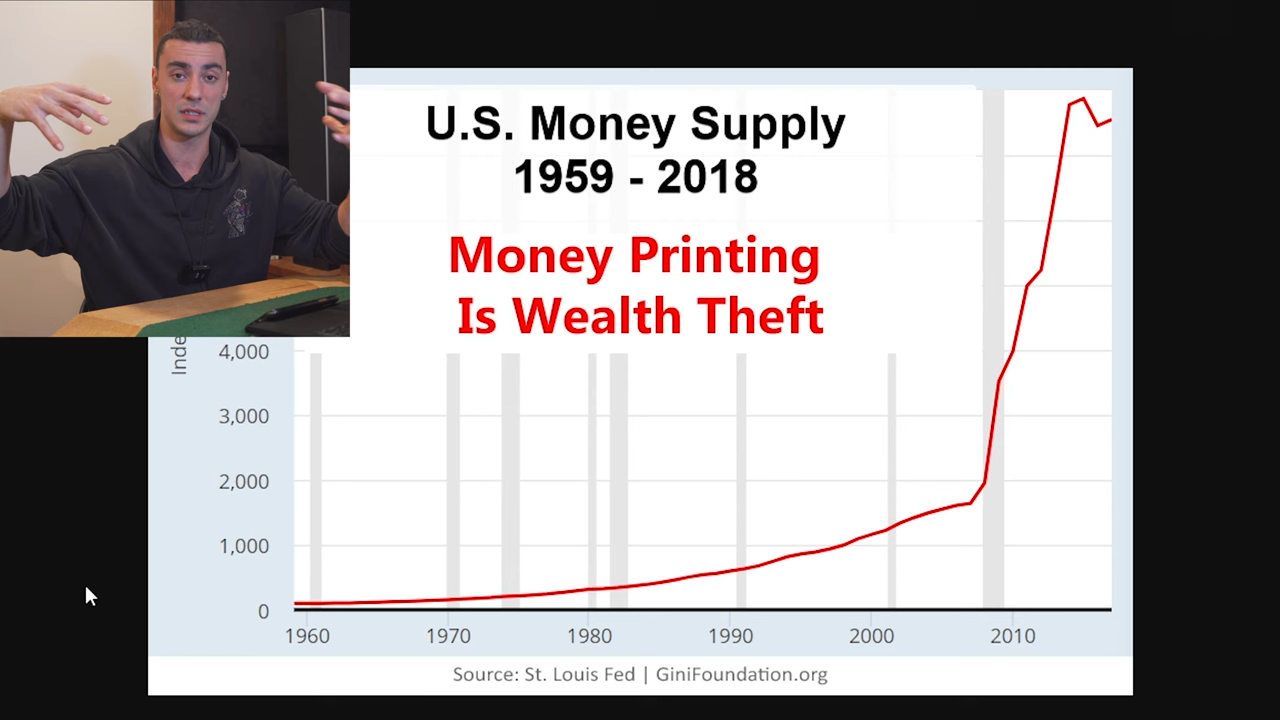 U.S. Money Supply
1959 - 2018
Money Printing
Is Wealth Theft
Inde
4,000
3,000
2,000
1,000
0
1960 1970 1980 1990 2000 2010
Source: St. Louis Fed | GiniFoundation.org